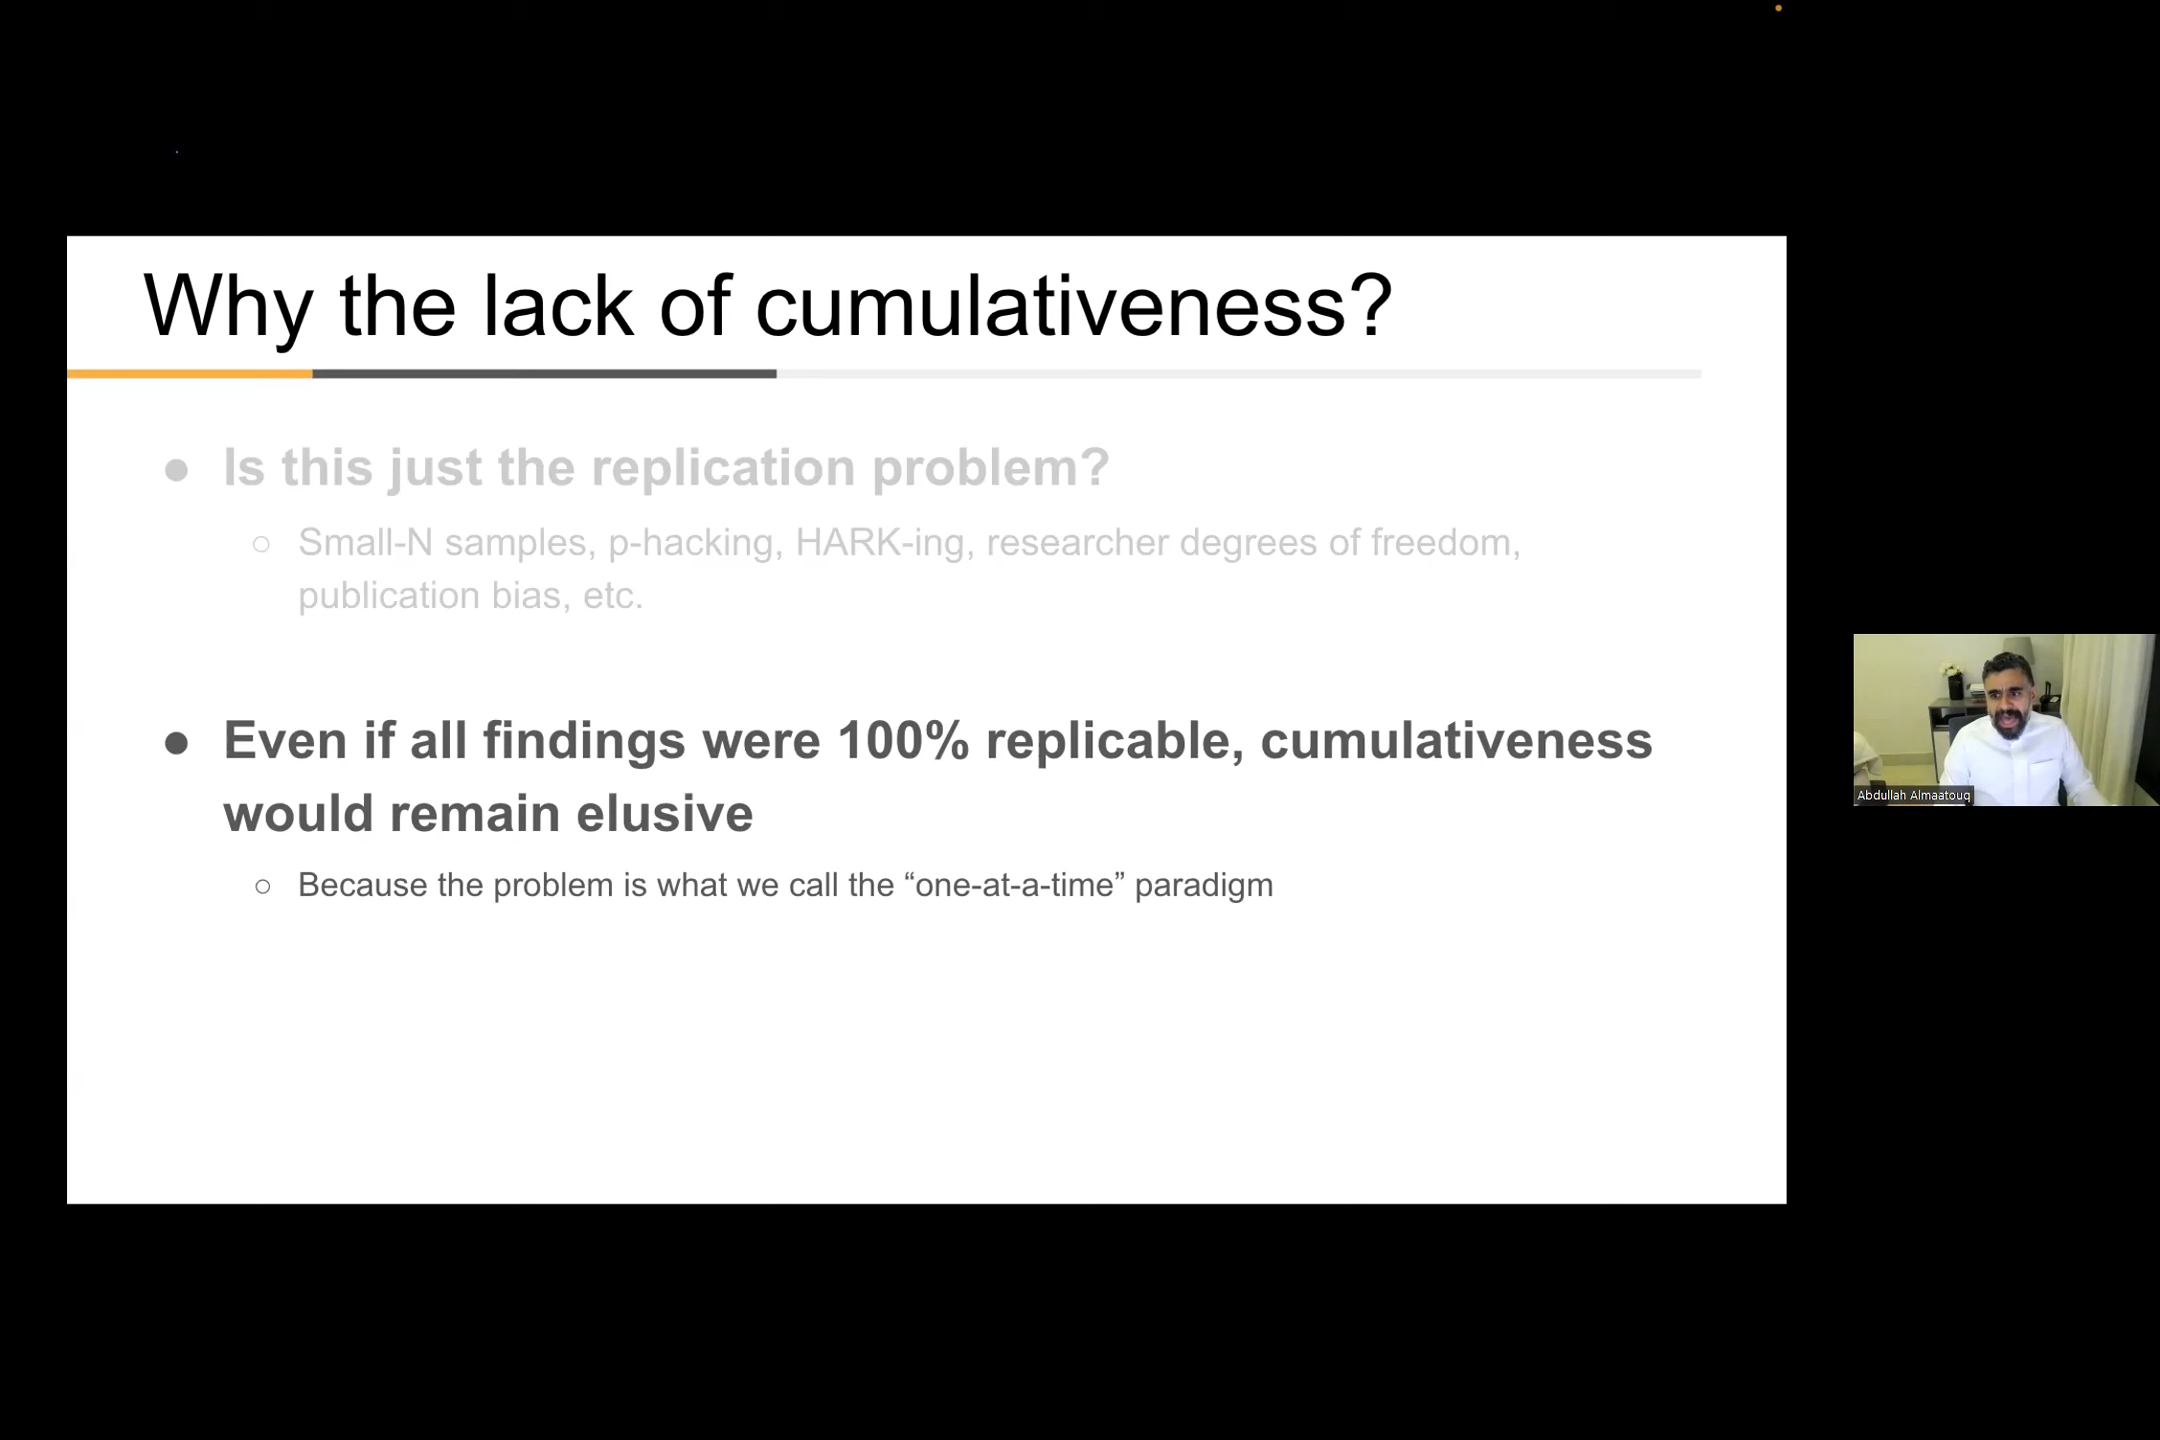 Why the lack of cumulativeness?
● Is this just the replication problem?
○ Small-N samples, p-hacking, HARK-ing, researcher degrees of freedom,
publication bias, etc.
● Even if all findings were 100% replicable, cumulativeness
would remain elusive
○ Because the problem is what we call the “one-at-a-time” paradigm
Abdullah Almaatouq